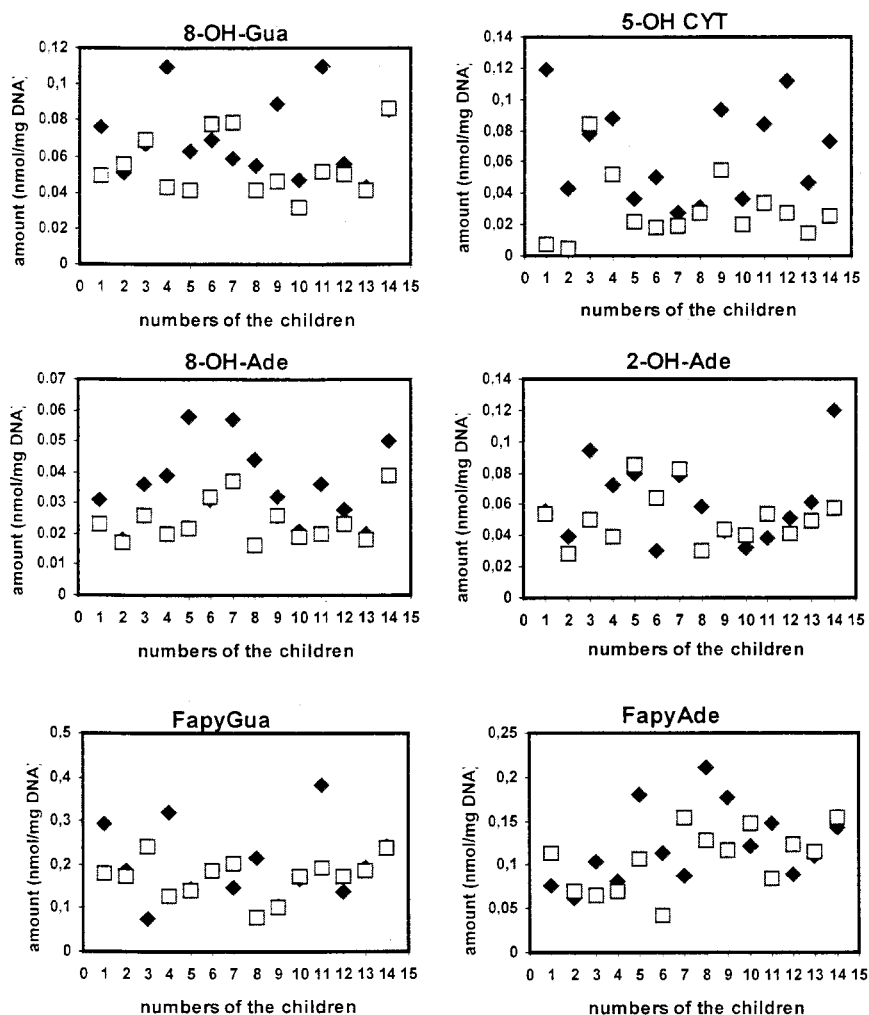 8-OH-Gua
amount (nmol/mg DNA)
0,12
0,1
0.08
0.06
0.04
0.02
0
0 1 2 3 4 5 6 7 8 9 10 11 12 13 14 15
numbers of the children
5-OH CYT
amount (nmol/mg DNA)
0,14
0,12
0,1
0,08
0,06
0,04
0,02
0
0 1 2 3 4 5 6 7 8 9 10 11 12 13 14 15
numbers of the children
8-OH-Ade
amount (nmol/mg DNA)
0.07
0.06
0.05
0.04
0.03
0.02
0.01
0
0 1 2 3 4 5 6 7 8 9 10 11 12 13 14 15
numbers of the children
2-OH-Ade
amount (nmol/mg DNA)
0,14
0,12
0,1
0,08
0,06
0,04
0,02
0
0 1 2 3 4 5 6 7 8 9 10 11 12 13 14 15
numbers of the children
FapyGua
amount (nmol/mg DNA)
0,5
0,4
0,3
0,2
0,1
0
0 1 2 3 4 5 6 7 8 9 10 11 12 13 14 15
numbers of the children
FapyAde
amount (nmol/mg DNA)
0,25
0,2
0,15
0,1
0,05
0
0 1 2 3 4 5 6 7 8 9 10 11 12 13 14 15
numbers of the children